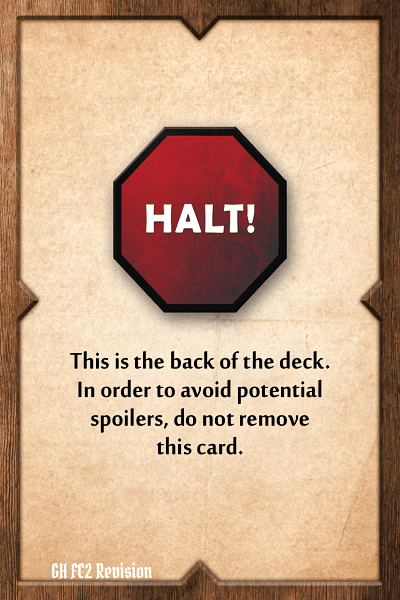 HALT!
This is the back of the deck.
In order to avoid potential
spoilers, do not remove
this card.
GH FC2 Revision